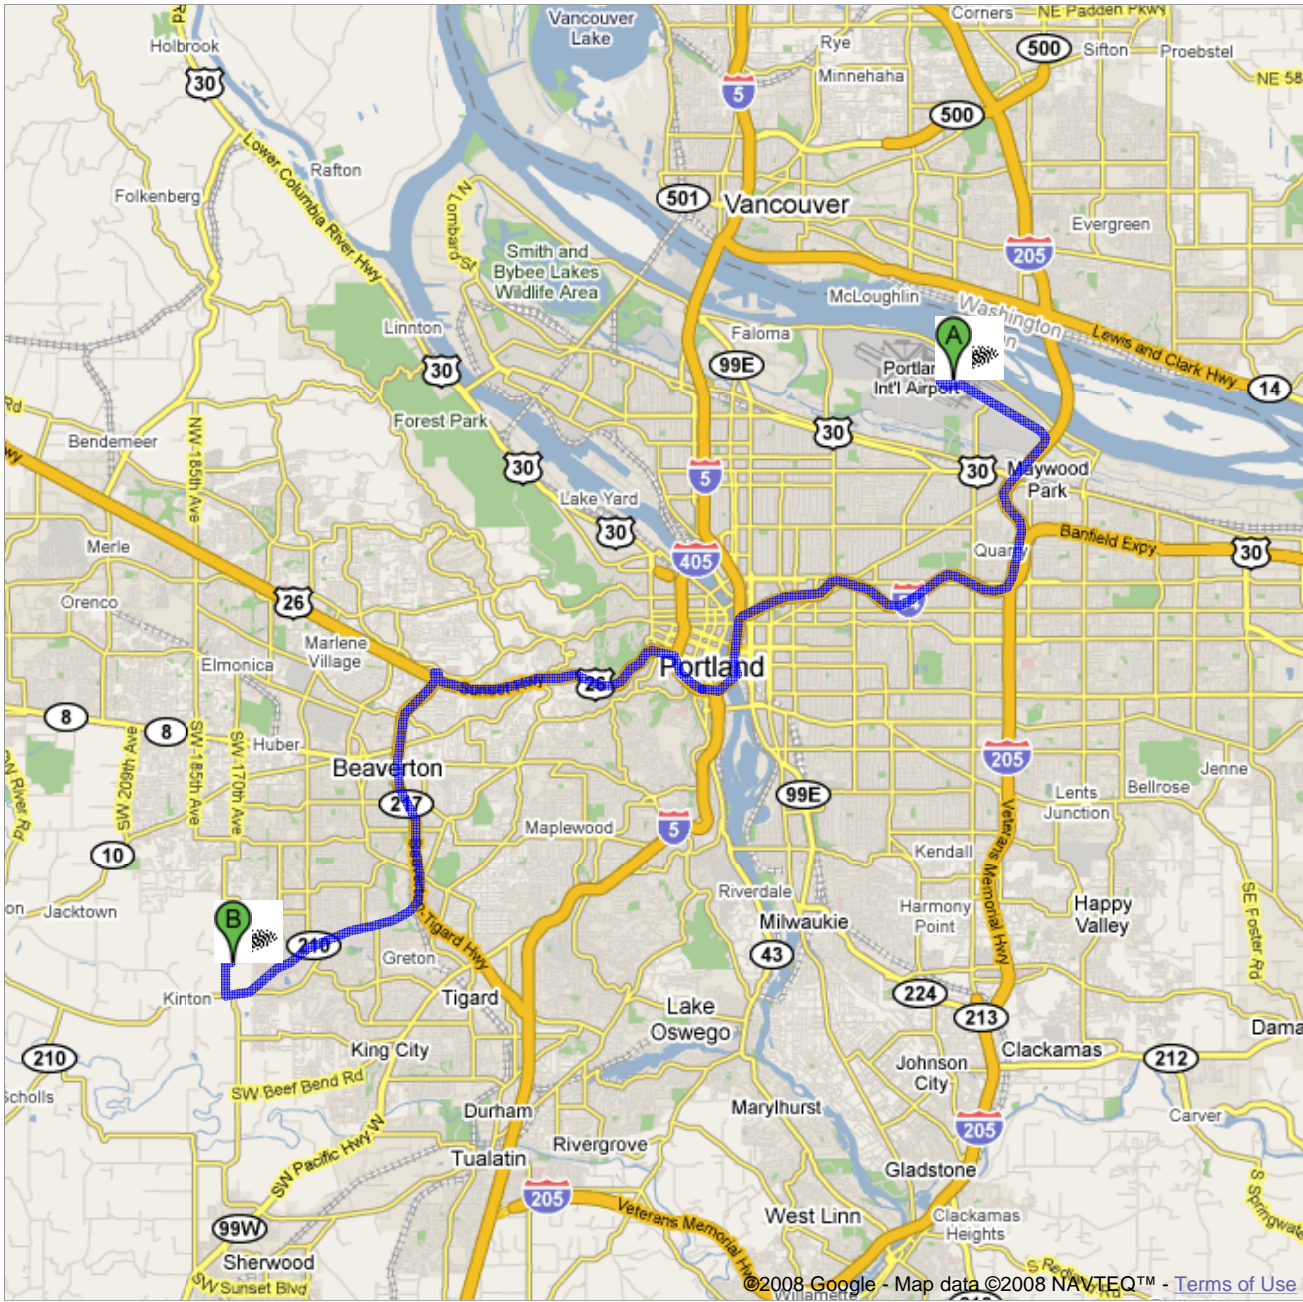 Vancouver
Lake
Corners
NE Padden Pkwy
Rd
Holbrook
30
5
Rye
500
Sifton
Proebstel
Minnehaha
NE 58
500
Lower Columbia River Hwy
Rafton
Folkenberg
N Lombard St
501
Vancouver
Evergreen
205
Smith and
Bybee Lakes
Wildlife Area
McLoughlin
Washington
Linnton
Faloma
A
Lewis and Clark Hwy
14
30
99E
Int'l Airport
Rd
Forest Park
30
Bendemeer
NW 185th Ave
30
5
30
Maywood
Park
Lake Yard
30
Merle
405
Quarry
Banfield Expy
30
Orenco
26
Marlene
Village
Elmonica
Portland
26
8
8
Huber
SW 209th Ave
SW 185th Ave
SW 170th Ave
Beaverton
217
205
Jenne
Bellrose
99E
Lents
Junction
SW River Rd
10
Maplewood
5
Kendall
Veterans Memorial Hwy
Jacktown
B
Riverdale
Milwaukie
Harmony
Point
Happy
Valley
SE Foster Rd
210
-Tigard Hwy
Greton
43
Kinton
Tigard
224
213
Lake
Oswego
210
King City
Clackamas
212
Johnson
City
SW Beef Bend Rd
Durham
Marylhurst
Carver
205
SW Pacific Hwy W
Rivergrove
Tualatin
Gladstone
205
Veterans Memorial Hw
West Linn
Clackamas
Heights
S Springwate
99W
Sherwood
SW Sunset Blvd
©2008 Google - Map data ©2008 NAVTEQ™ - Terms of Use